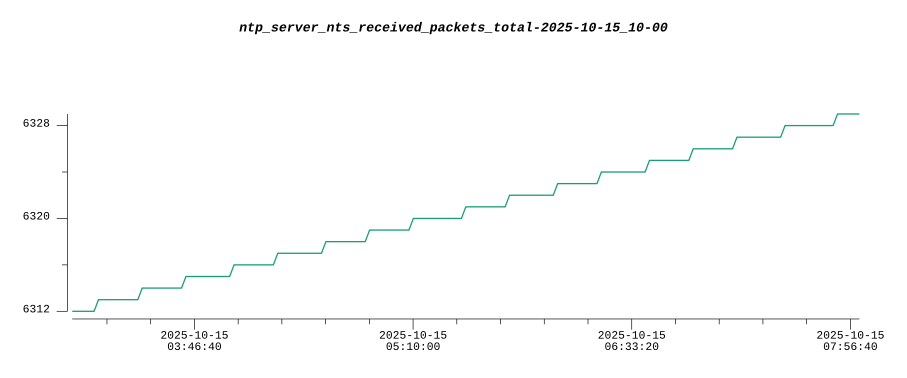 ntp_server_nts_received_packets_total-2025-10-15_10-00
6328
6320
6312
2025-10-15 2025-10-15 2025-10-15 2025-10-15
03:46:40 05:10:00 06:33:20 07:56:40